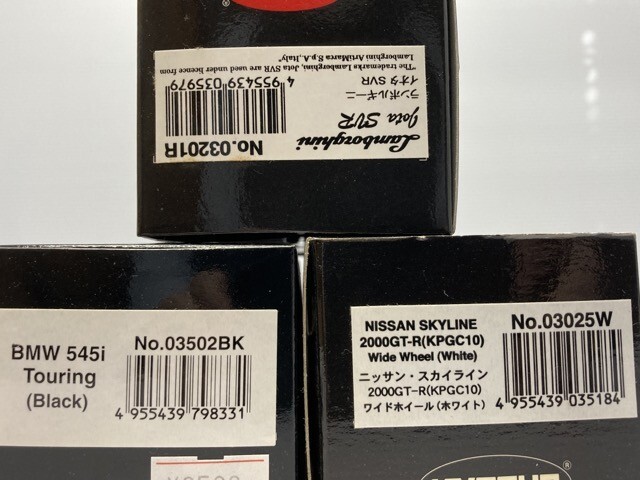 Lamborghini
Jota SVR
ランボルギーニ
イオタ SVR
No.03201R
4 955439 035979
"The trademarks Lamborghini, Jota SVR are used under licence from
Lamborghini ArtiMarca S.p.A., Italy"
BMW 545i
Touring
(Black)
No.03502BK
4 955439 798331
NISSAN SKYLINE
2000GT-R(KPGC10)
Wide Wheel (White)
ニッサン・スカイライン
2000GT-R(KPGC10)
ワイドホイール(ホワイト)
No.03025W
4 955439 035184